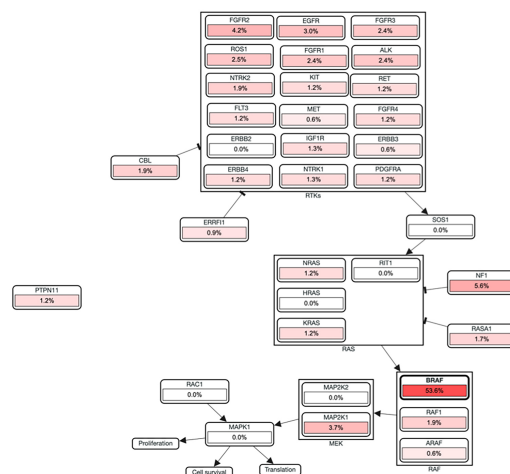 FGFR2 EGFR FGFR3
4.2% 3.0% 2.4%
ROS1 FGFR1 ALK
2.5% 2.4% 2.4%
NTRK2 KIT RET
1.9% 1.2% 1.2%
FLT3 MET FGFR4
1.2% 0.6% 1.2%
ERBB2 IGF1R ERBB3
0.0% 1.3% 0.6%
CBL
1.9%
ERBB4 NTRK1 PDGFRA
1.2% 1.3% 1.2%
RTKs
ERRFI1
0.9%
SOS1
0.0%
NRAS RIT1
1.2% 0.0%
NF1
5.6%
PTPN11
1.2%
HRAS
0.0%
KRAS
1.2%
RASA1
1.7%
RAS
RAC1
0.0%
MAP2K2
0.0%
BRAF
53.6%
MAPK1
0.0%
MAP2K1
3.7%
RAF1
1.9%
Proliferation
MEK
ARAF
0.6%
Cell survival
Translation
RAF